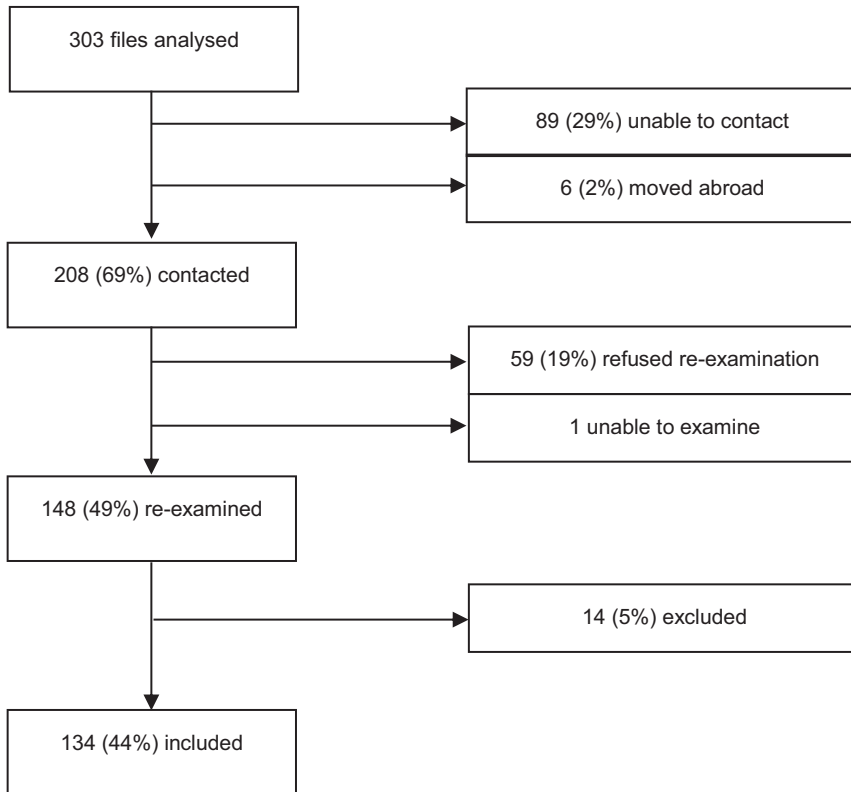 303 files analysed
89 (29%) unable to contact
6 (2%) moved abroad
208 (69%) contacted
59 (19%) refused re-examination
1 unable to examine
148 (49%) re-examined
14 (5%) excluded
134 (44%) included